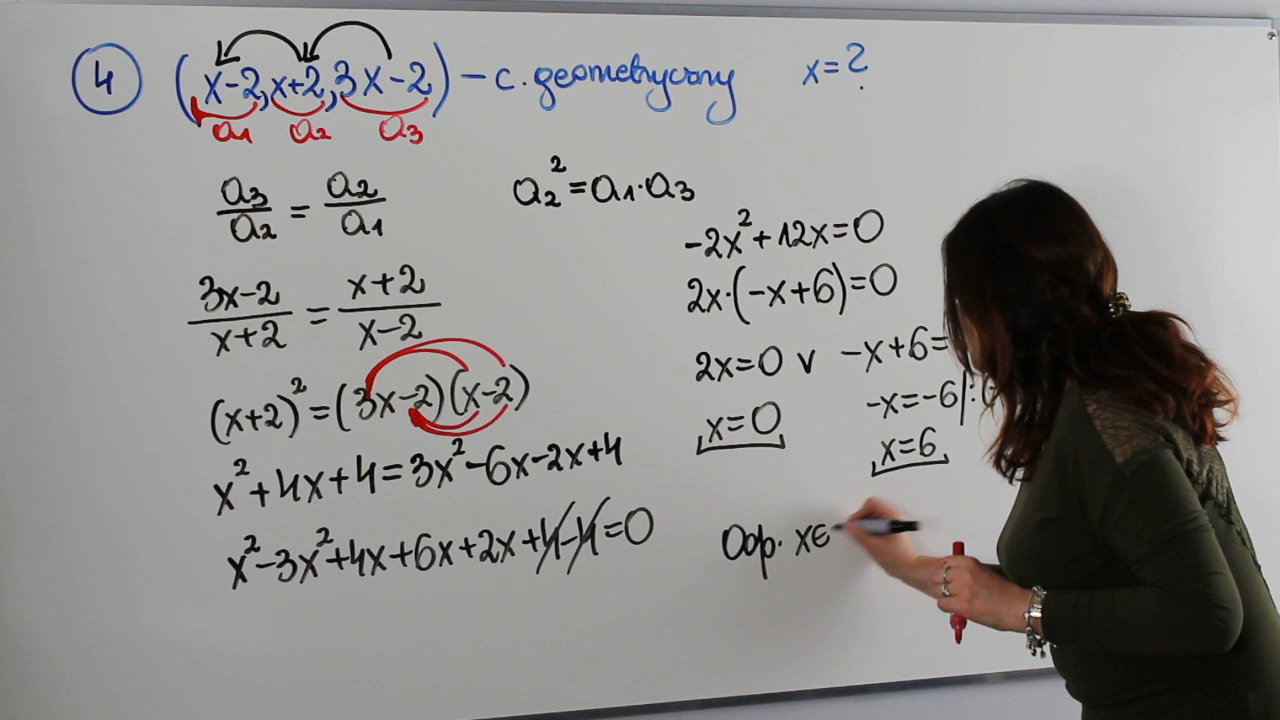 4 (x-2, x+2, 3x-2) – c. geometryczny x=?
a1 a2 a3
a3/a2 = a2/a1
a2² = a1·a3
(3x-2)/(x+2) = (x+2)/(x-2)
(x+2)² = (3x-2)(x-2)
x²+4x+4=3x²-6x-2x+4
x²-3x²+4x+6x+2x+4-4=0
-2x²+12x=0
2x·(-x+6)=0
2x=0 v -x+6=
-x=-6|:(-
x=0 x=6
Odp. x∈